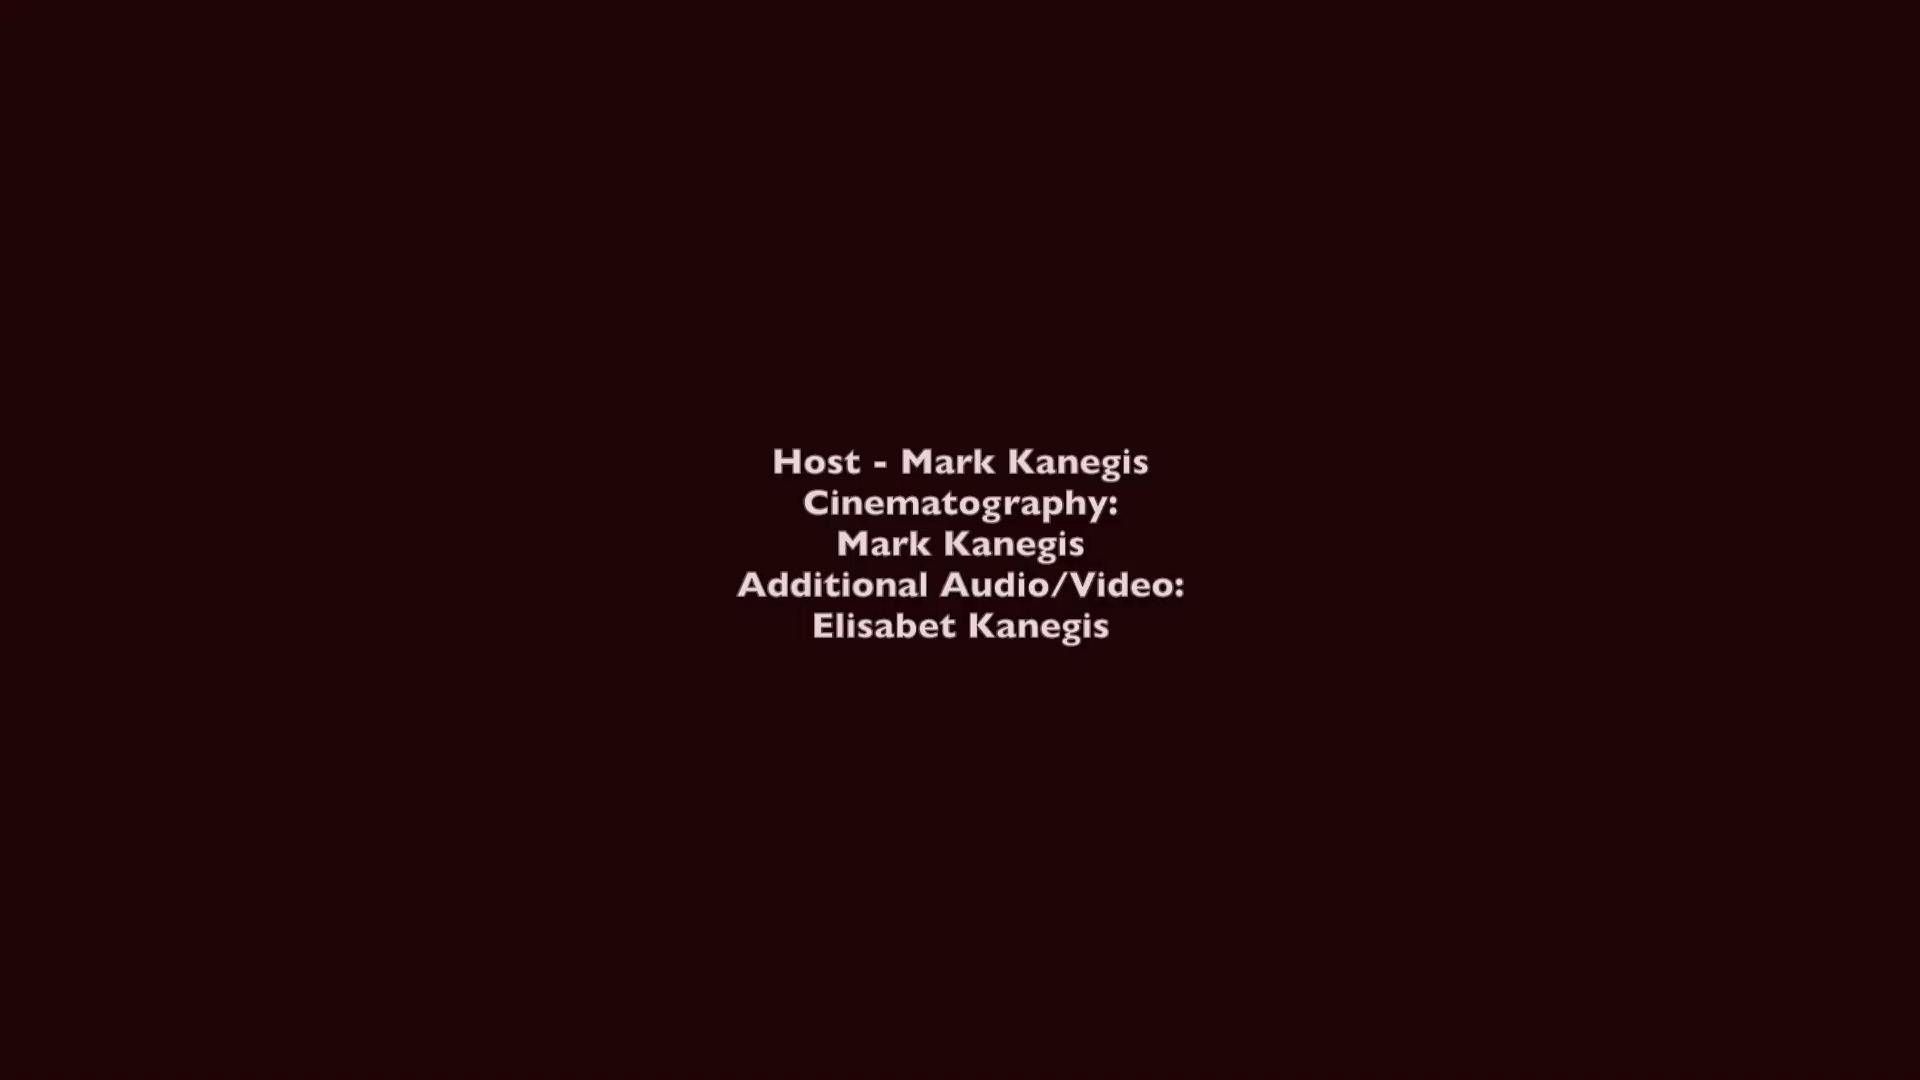 Host - Mark Kanegis
Cinematography:
Mark Kanegis
Additional Audio/Video:
Elisabet Kanegis